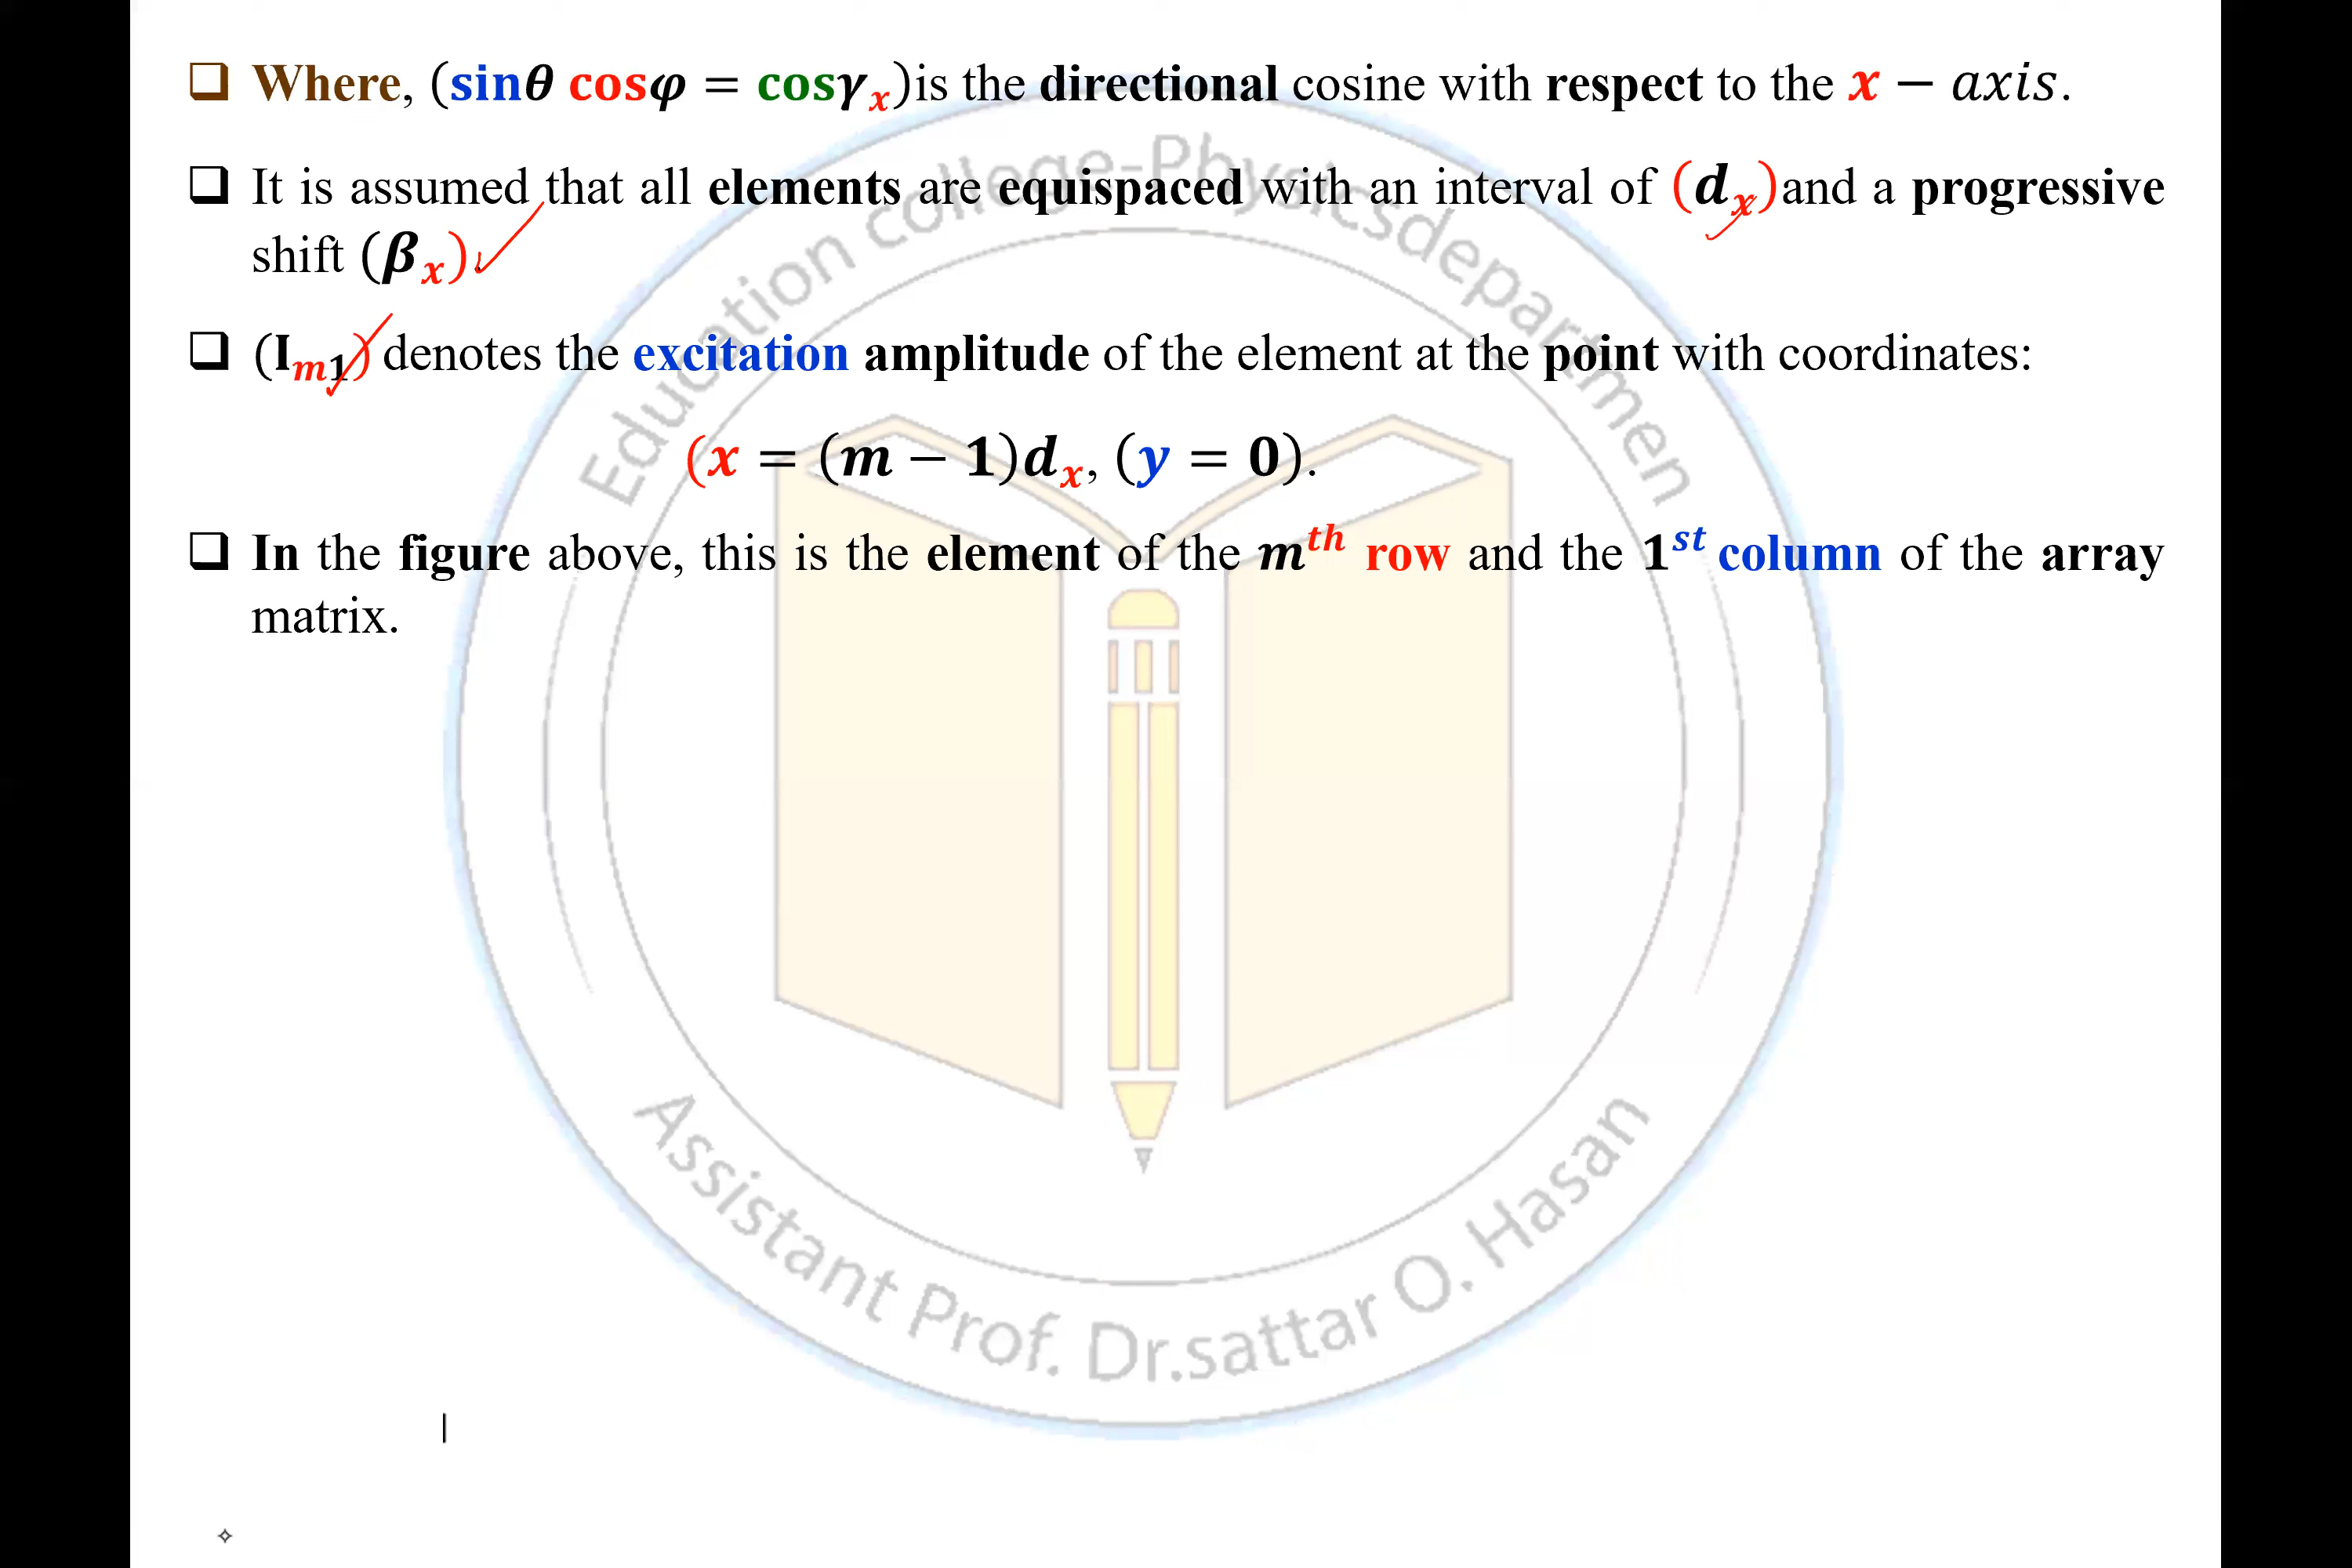 ❑ Where, (sinθ cosφ = cosγₓ)is the directional cosine with respect to the x − axis.
❑ It is assumed that all elements are equispaced with an interval of (dₓ)and a progressive
shift (βₓ)
❑ (Iₘ₁) denotes the excitation amplitude of the element at the point with coordinates:
(x = (m − 1)dₓ, (y = 0).
❑ In the figure above, this is the element of the mᵗʰ row and the 1ˢᵗ column of the array
matrix.
Education college-Physicsdepartmen
Assistant Prof. Dr.sattar O. Hasan